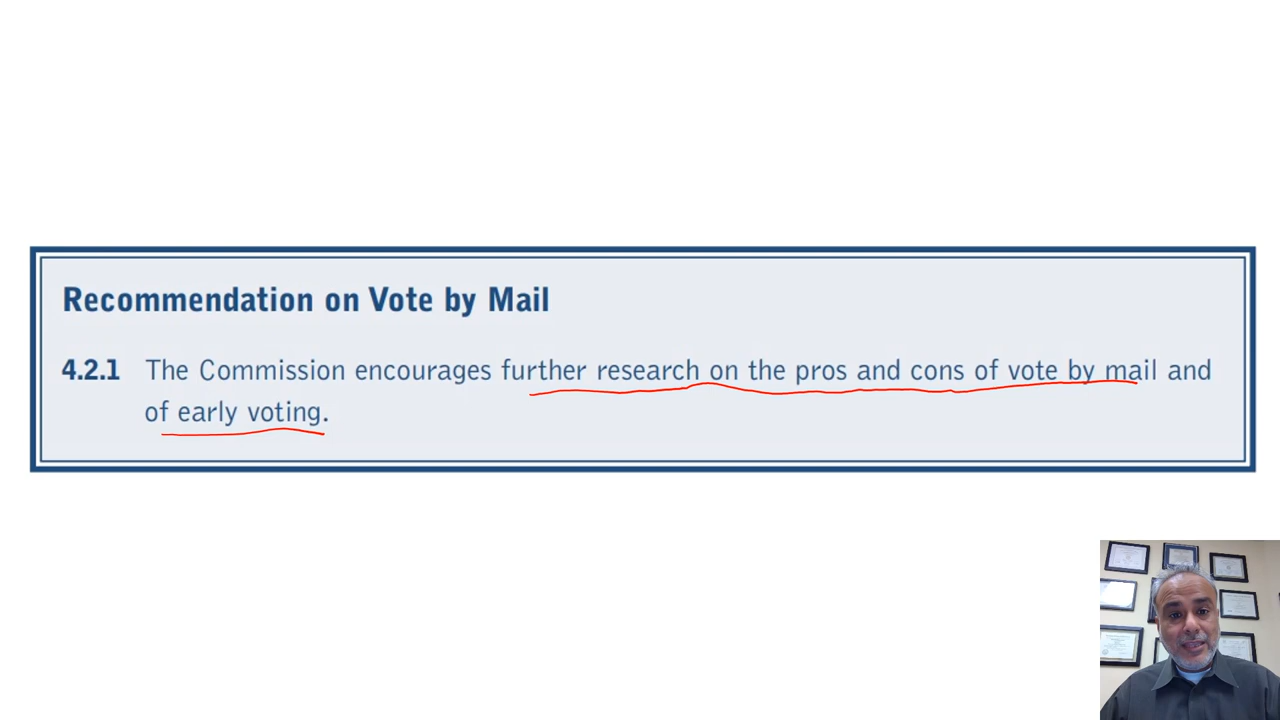 Recommendation on Vote by Mail
4.2.1 The Commission encourages further research on the pros and cons of vote by mail and
of early voting.